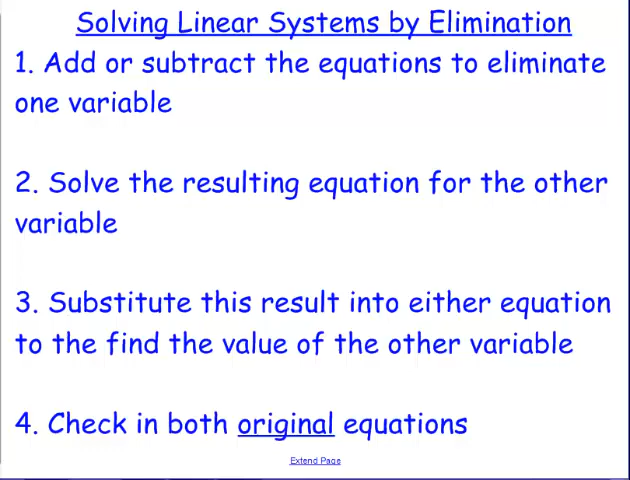 Solving Linear Systems by Elimination
1. Add or subtract the equations to eliminate
one variable
2. Solve the resulting equation for the other
variable
3. Substitute this result into either equation
to the find the value of the other variable
4. Check in both original equations
Extend Page